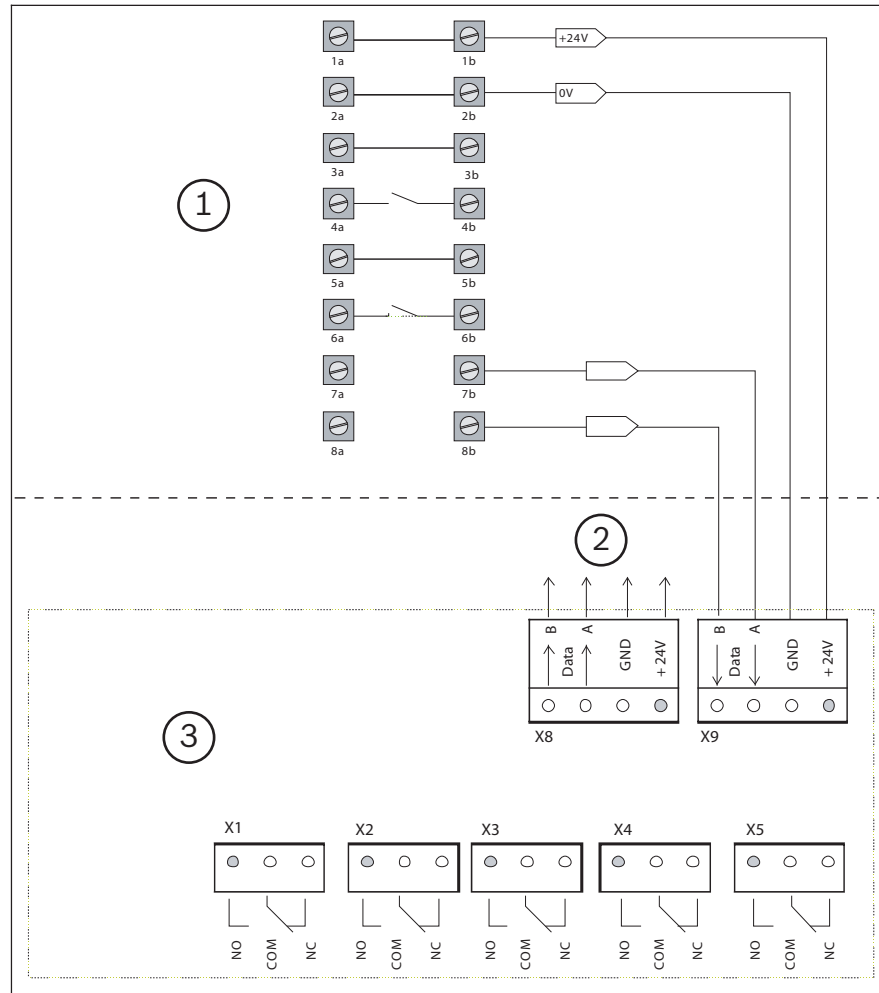 +24V
1a 1b
0V
2a 2b
3a 3b
1
4a 4b
5a 5b
6a 6b
7a 7b
8a 8b
2
B A GND +24V
Data
B A GND +24V
Data
X8 X9
3
X1 X2 X3 X4 X5
NO COM NC
NO COM NC
NO COM NC
NO COM NC
NO COM NC